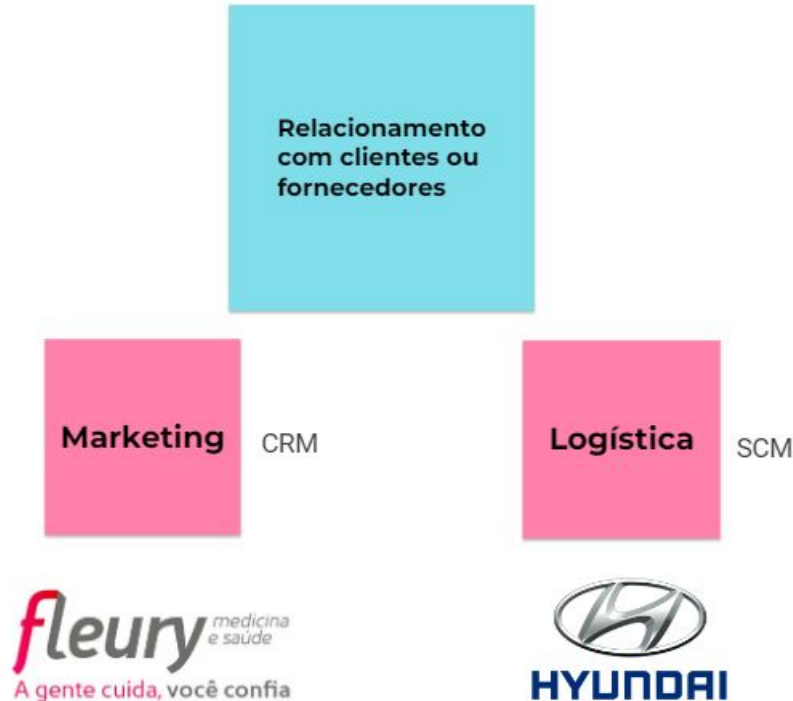 Relacionamento
com clientes ou
fornecedores
Marketing
CRM
Logística
SCM
fleury medicina
e saúde
A gente cuida, você confia
HYUNDAI